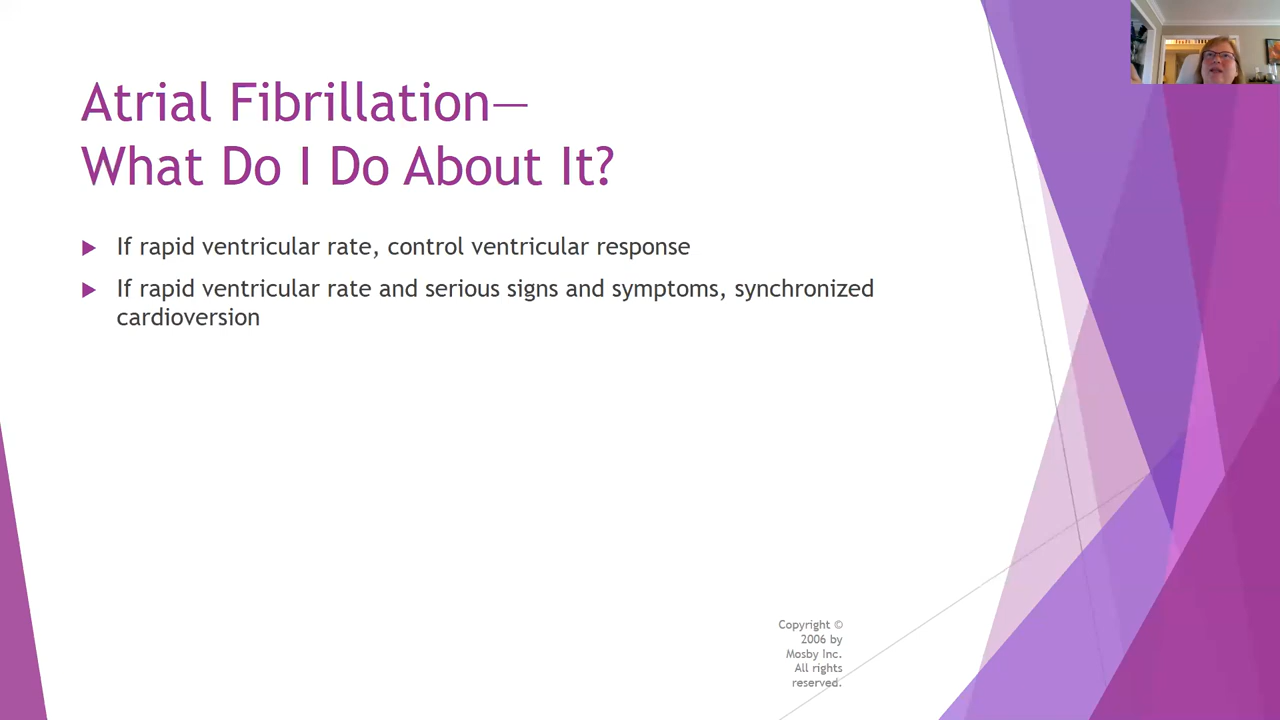 Atrial Fibrillation—
What Do I Do About It?
If rapid ventricular rate, control ventricular response
If rapid ventricular rate and serious signs and symptoms, synchronized
cardioversion
Copyright ©
2006 by
Mosby Inc.
All rights
reserved.